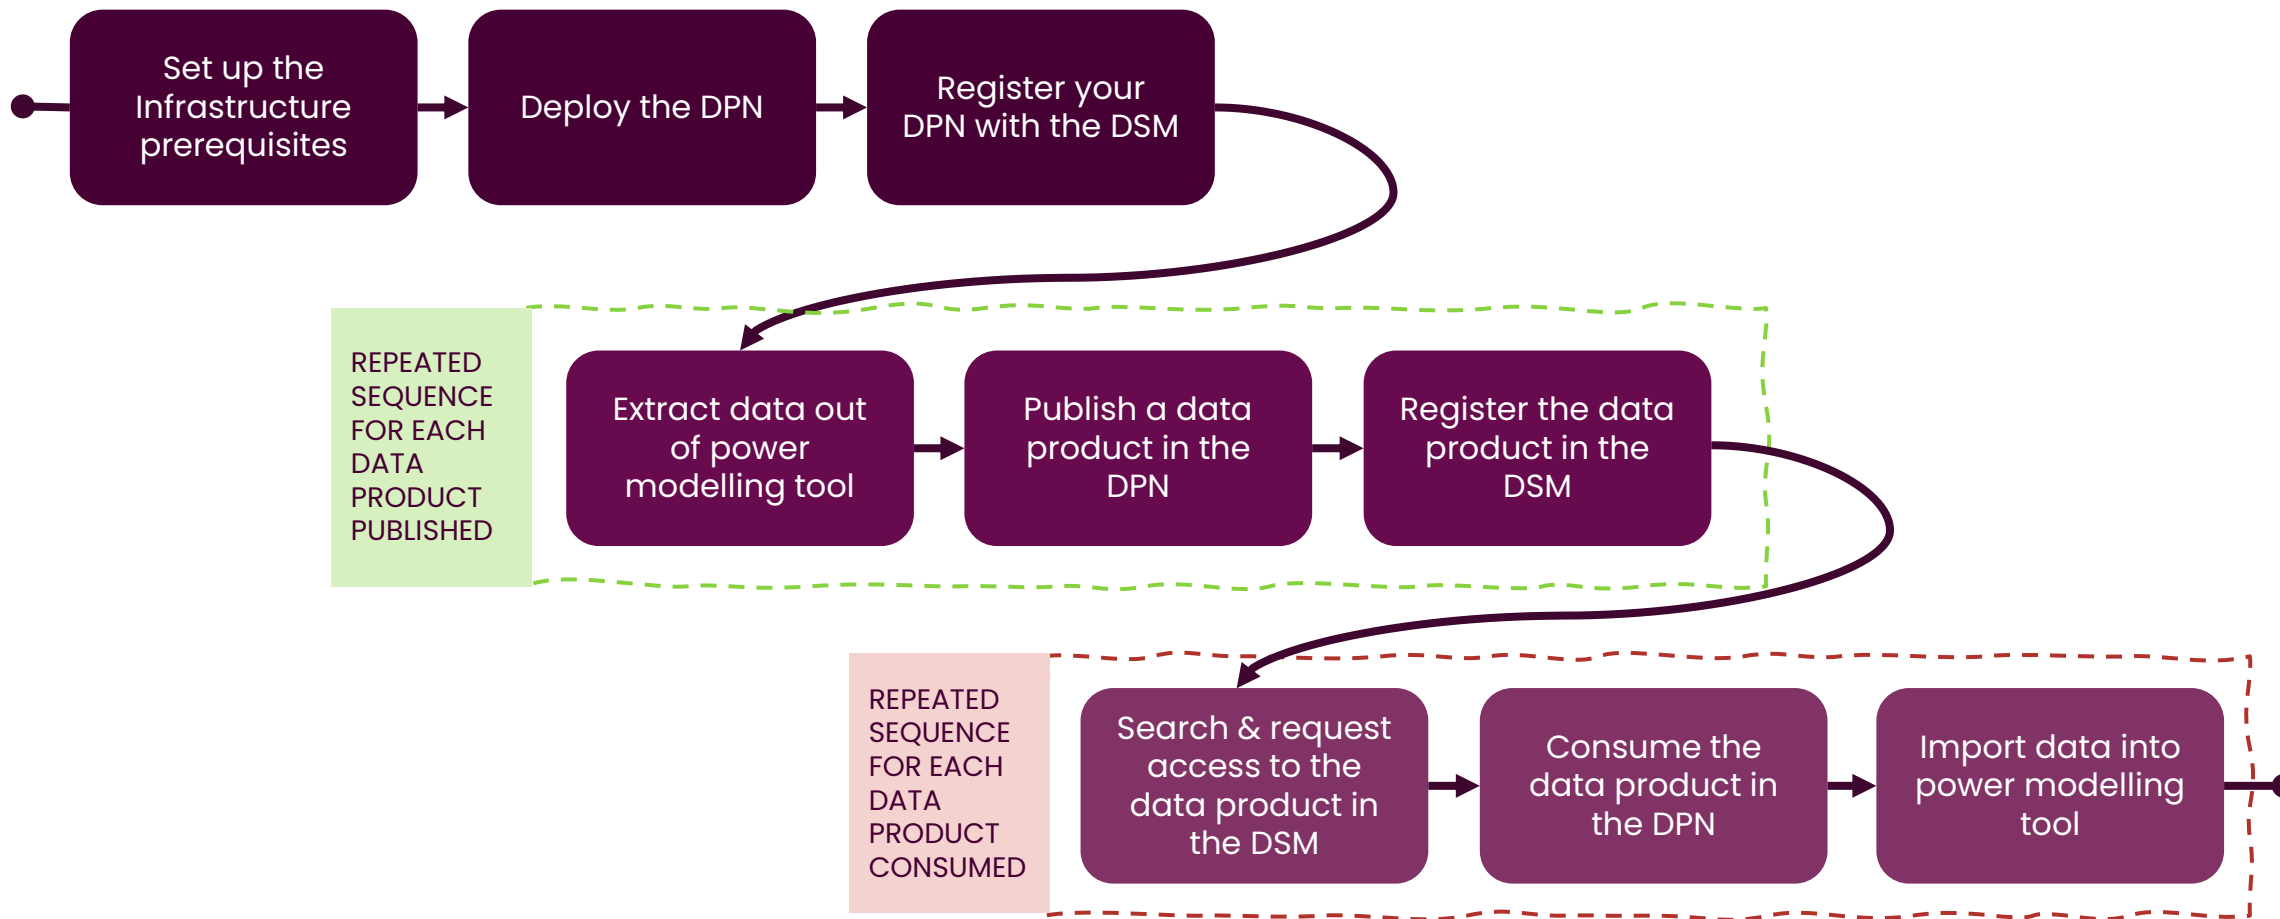 Set up the
Infrastructure
prerequisites
Deploy the DPN
Register your
DPN with the DSM
REPEATED
SEQUENCE
FOR EACH
DATA
PRODUCT
PUBLISHED
Extract data out
of power
modelling tool
Publish a data
product in the
DPN
Register the data
product in the
DSM
REPEATED
SEQUENCE
FOR EACH
DATA
PRODUCT
CONSUMED
Search & request
access to the
data product in
the DSM
Consume the
data product in
the DPN
Import data into
power modelling
tool